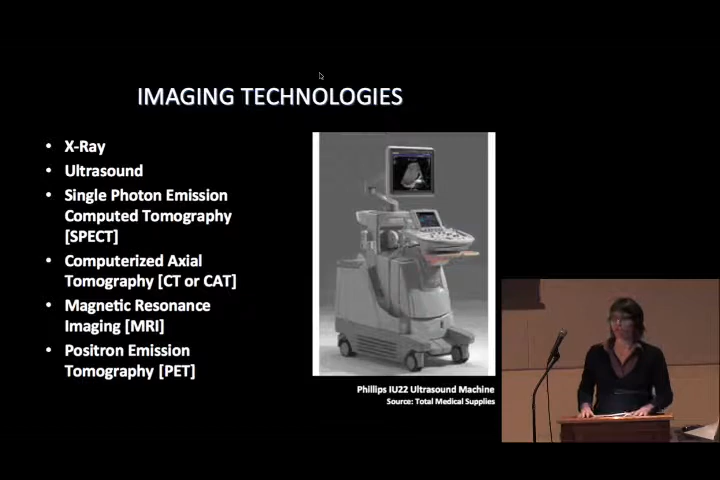 IMAGING TECHNOLOGIES
• X-Ray
• Ultrasound
• Single Photon Emission
Computed Tomography
[SPECT]
• Computerized Axial
Tomography [CT or CAT]
• Magnetic Resonance
Imaging [MRI]
• Positron Emission
Tomography [PET]
Phillips IU22 Ultrasound Machine
Source: Total Medical Supplies